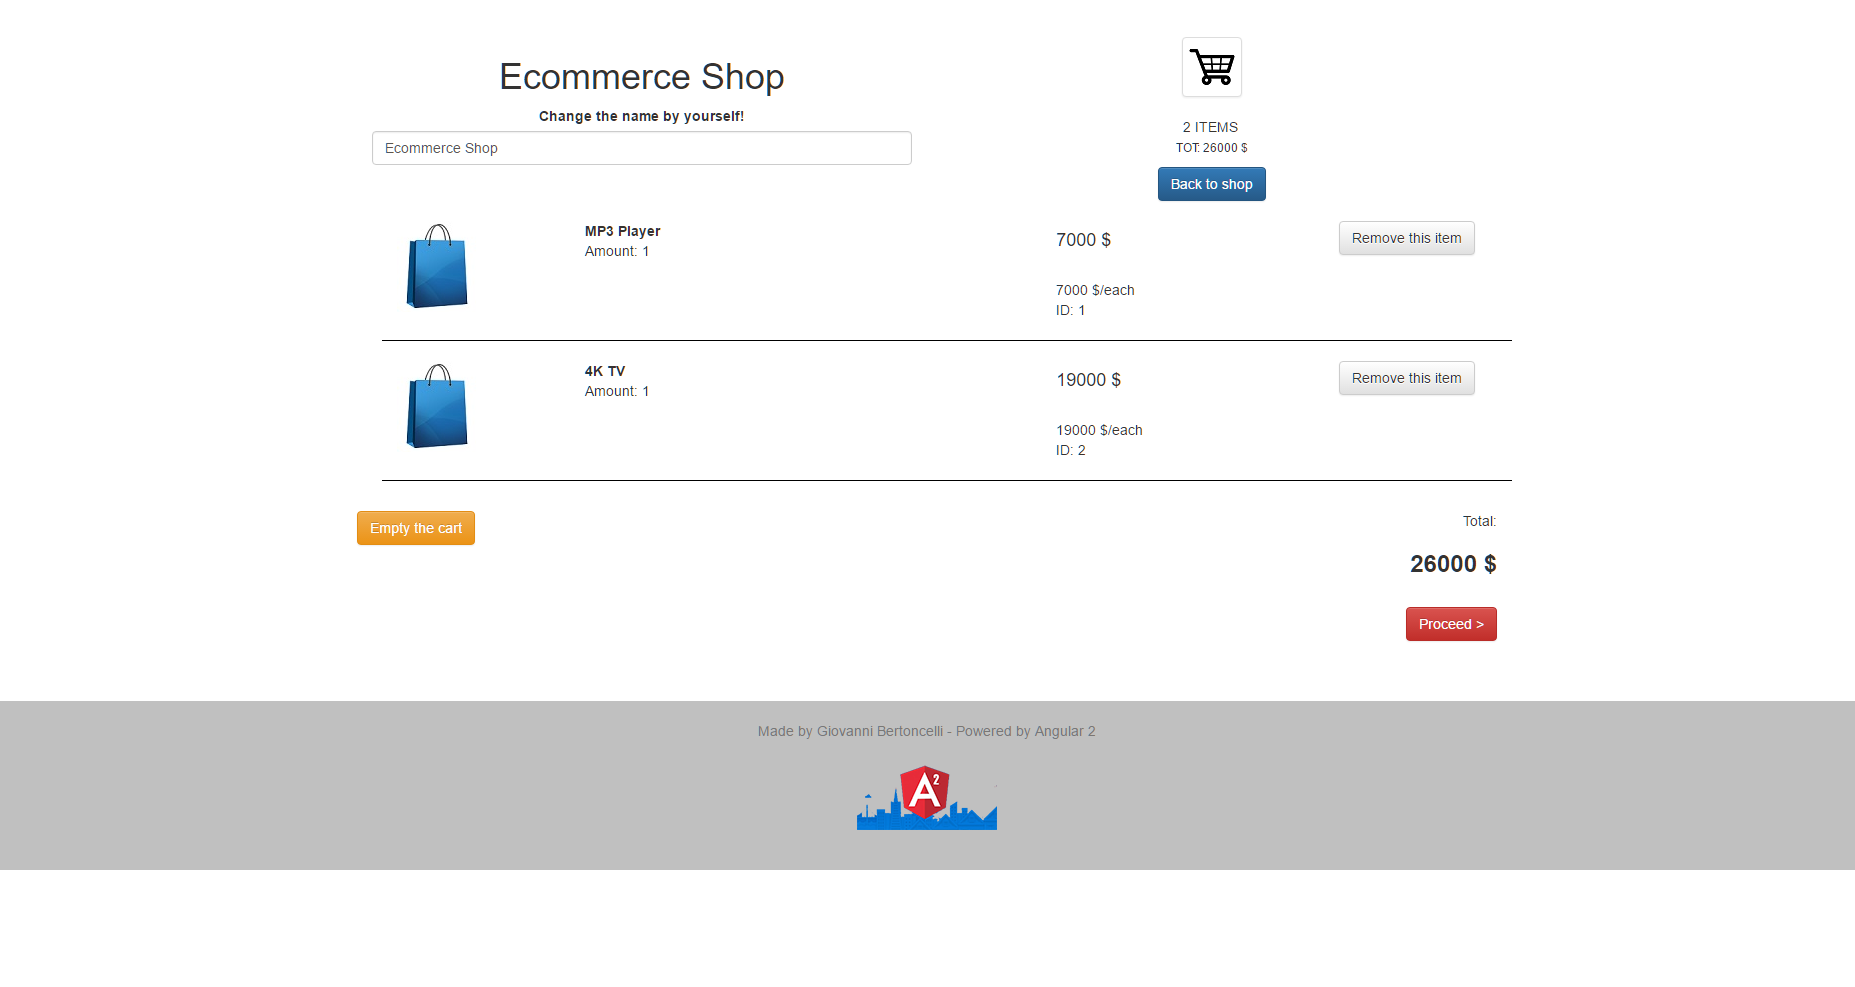 Ecommerce Shop
Change the name by yourself!
Ecommerce Shop
2 ITEMS
TOT: 26000 $
Back to shop
MP3 Player
Amount: 1
7000 $
7000 $/each
ID: 1
Remove this item
4K TV
Amount: 1
19000 $
19000 $/each
ID: 2
Remove this item
Empty the cart
Total:
26000 $
Proceed >
Made by Giovanni Bertoncelli - Powered by Angular 2
A 2